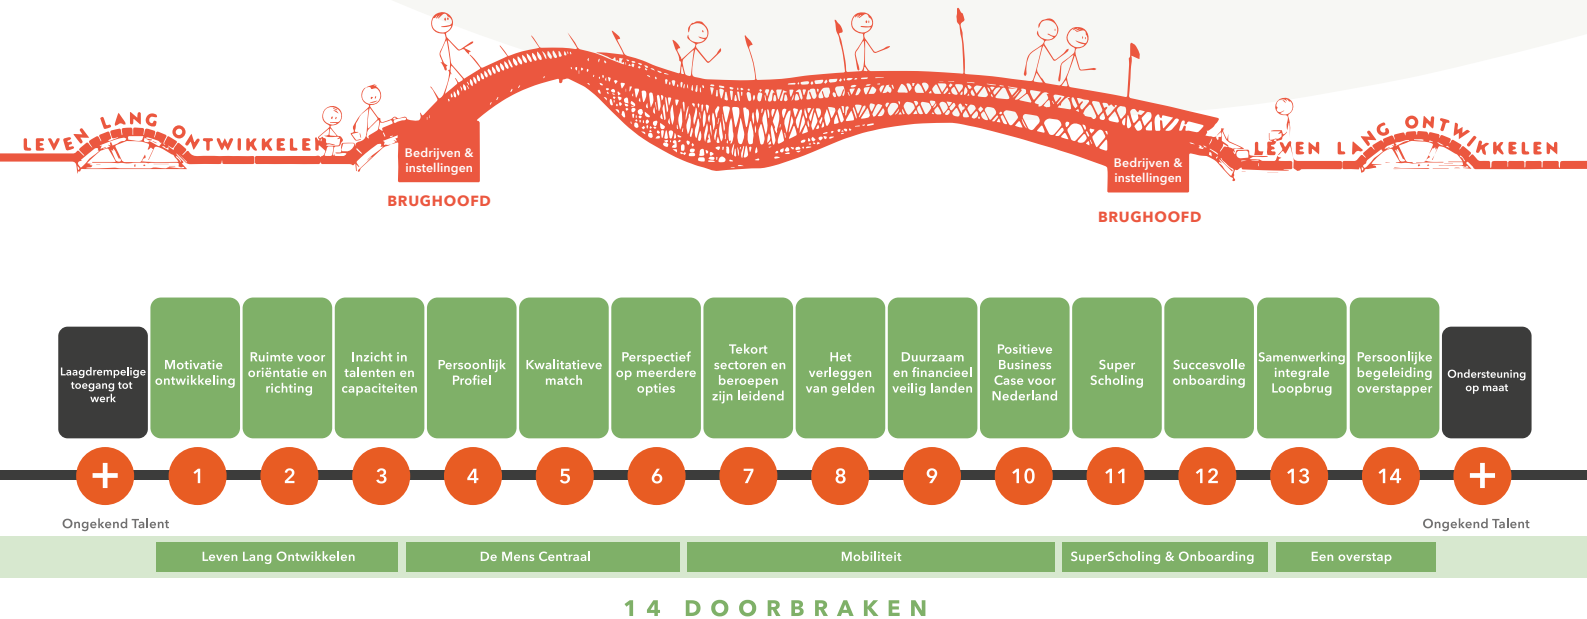 LEVEN LANG ONTWIKKELEN
LEVEN LANG ONTWIKKELEN
Bedrijven &
instellingen
BRUGHOOFD
Bedrijven &
instellingen
BRUGHOOFD
Laagdrempelige
toegang tot
werk
Motivatie
ontwikkeling
Ruimte voor
oriëntatie en
richting
Inzicht in
talenten en
capaciteiten
Persoonlijk
Profiel
Kwalitatieve
match
Perspectief
op meerdere
opties
Tekort
sectoren en
beroepen
zijn leidend
Het
verleggen
van gelden
Duurzaam
en financieel
veilig landen
Positieve
Business
Case voor
Nederland
Super
Scholing
Succesvolle
onboarding
Samenwerking
integrale
Loopbrug
Persoonlijke
begeleiding
overstapper
Ondersteuning
op maat
+ 1 2 3 4 5 6 7 8 9 10 11 12 13 14 +
Ongekend Talent
Ongekend Talent
Leven Lang Ontwikkelen
De Mens Centraal
Mobiliteit
SuperScholing & Onboarding
Een overstap
14 DOORBRAKEN